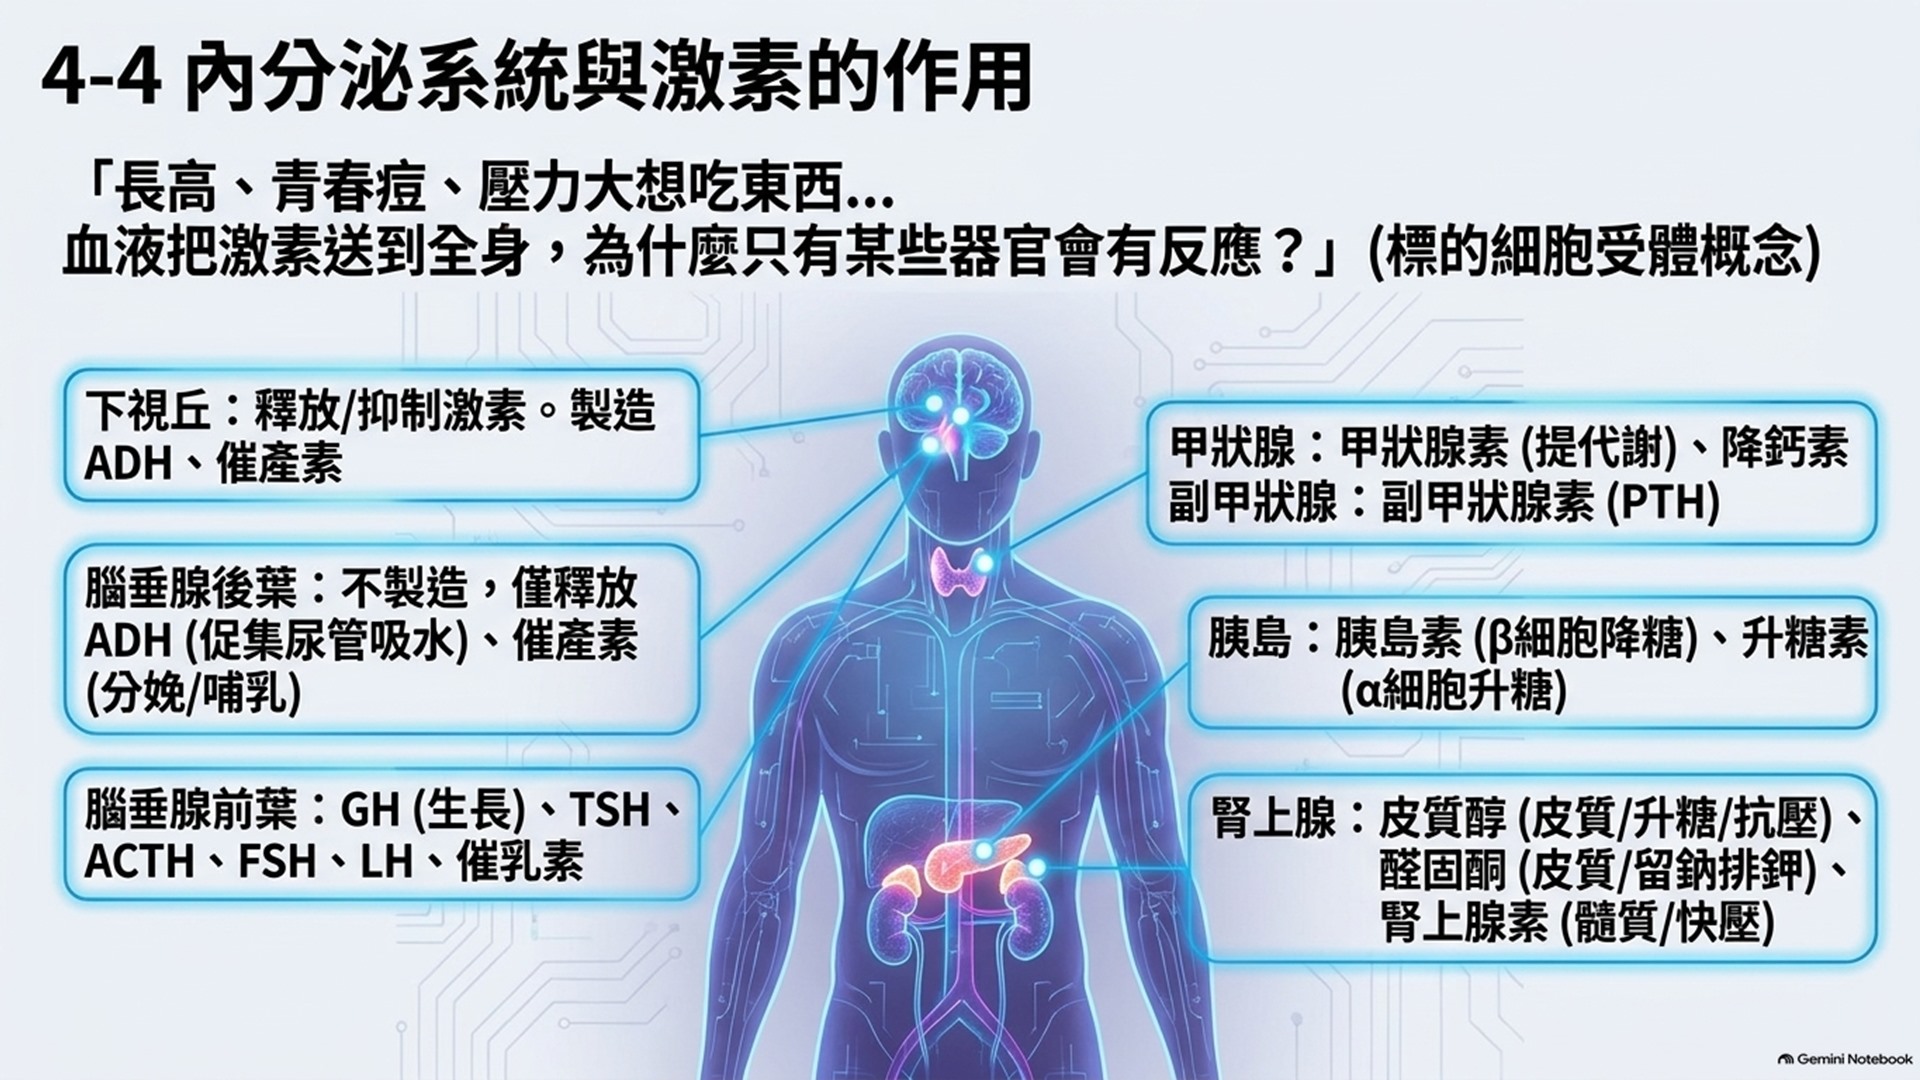 4-4 內分泌系統與激素的作用
「長高、青春痘、壓力大想吃東西...
血液把激素送到全身，為什麼只有某些器官會有反應？」(標的細胞受體概念)
下視丘：釋放/抑制激素。製造
ADH、催產素
腦垂腺後葉：不製造，僅釋放
ADH (促集尿管吸水)、催產素
(分娩/哺乳)
腦垂腺前葉：GH (生長)、TSH、
ACTH、FSH、LH、催乳素
甲狀腺：甲狀腺素 (提代謝)、降鈣素
副甲狀腺：副甲狀腺素 (PTH)
胰島：胰島素 (β細胞降糖)、升糖素
(α細胞升糖)
腎上腺：皮質醇 (皮質/升糖/抗壓)、
醛固酮 (皮質/留鈉排鉀)、
腎上腺素 (髓質/快壓)
Gemini Notebook